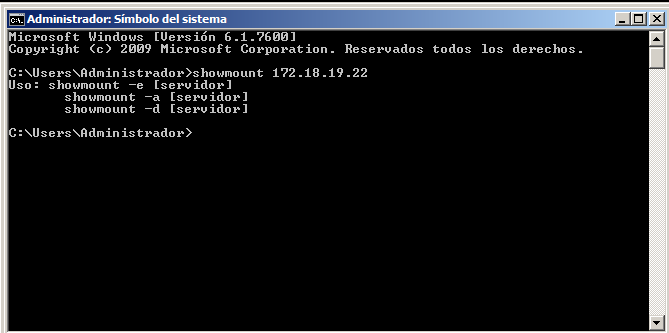 Administrador: Símbolo del sistema
Microsoft Windows [Versión 6.1.7600]
Copyright (c) 2009 Microsoft Corporation. Reservados todos los derechos.
C:\Users\Administrador>showmount 172.18.19.22
Uso: showmount -e [servidor]
showmount -a [servidor]
showmount -d [servidor]
C:\Users\Administrador>